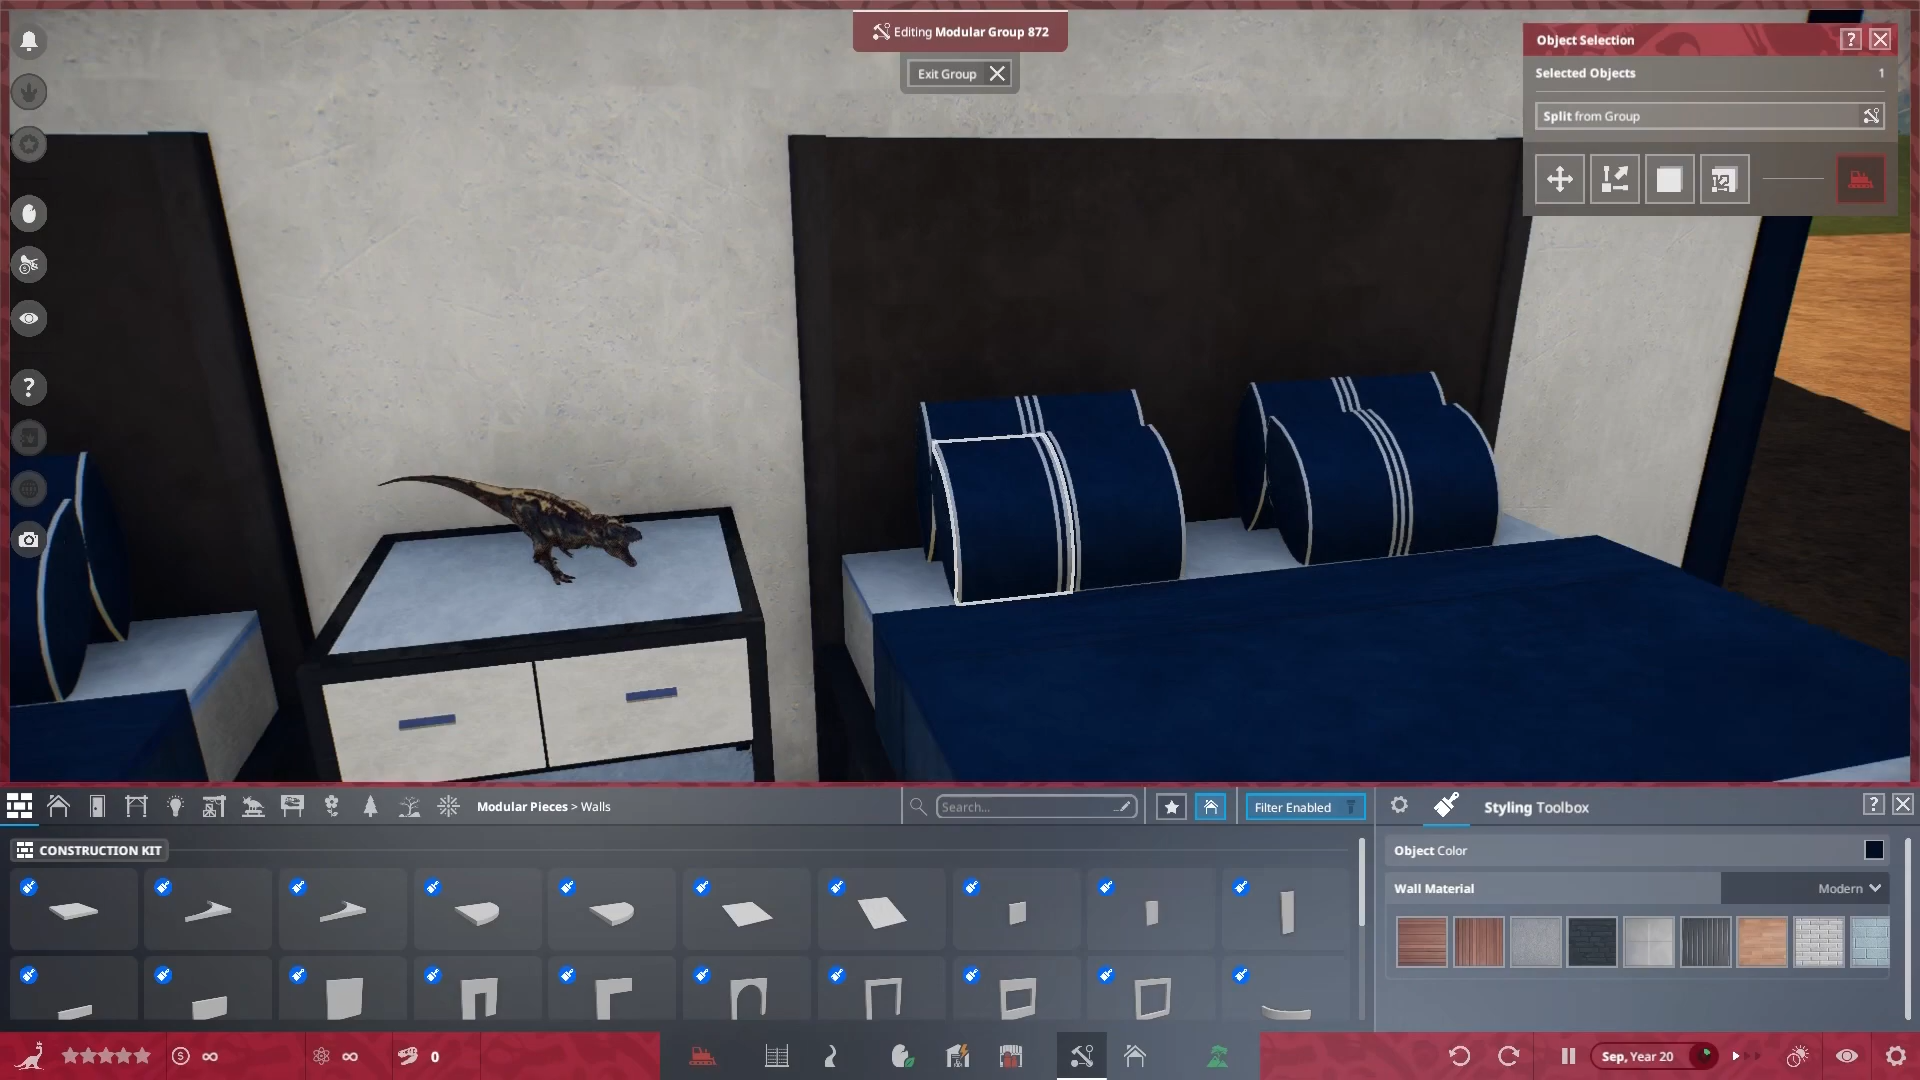 Editing Modular Group 872
Exit Group
Object Selection
?
Selected Objects
1
Split from Group
?
Modular Pieces > Walls
Search...
Filter Enabled
Styling Toolbox
?
CONSTRUCTION KIT
Object Color
Wall Material
Modern
∞
∞
0
Sep, Year 20